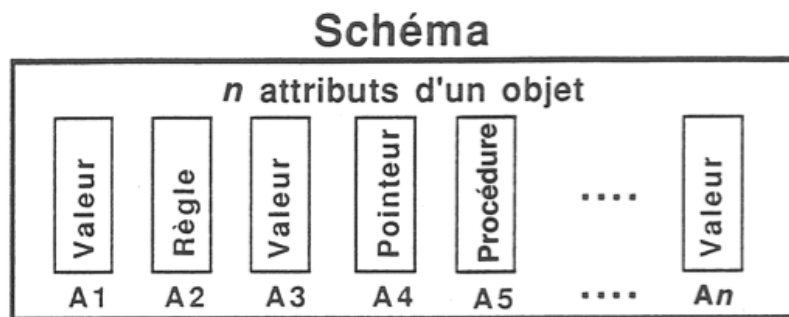 Schéma
n attributs d'un objet
Valeur Règle Valeur Pointeur Procédure .... Valeur
A1 A2 A3 A4 A5 .... An